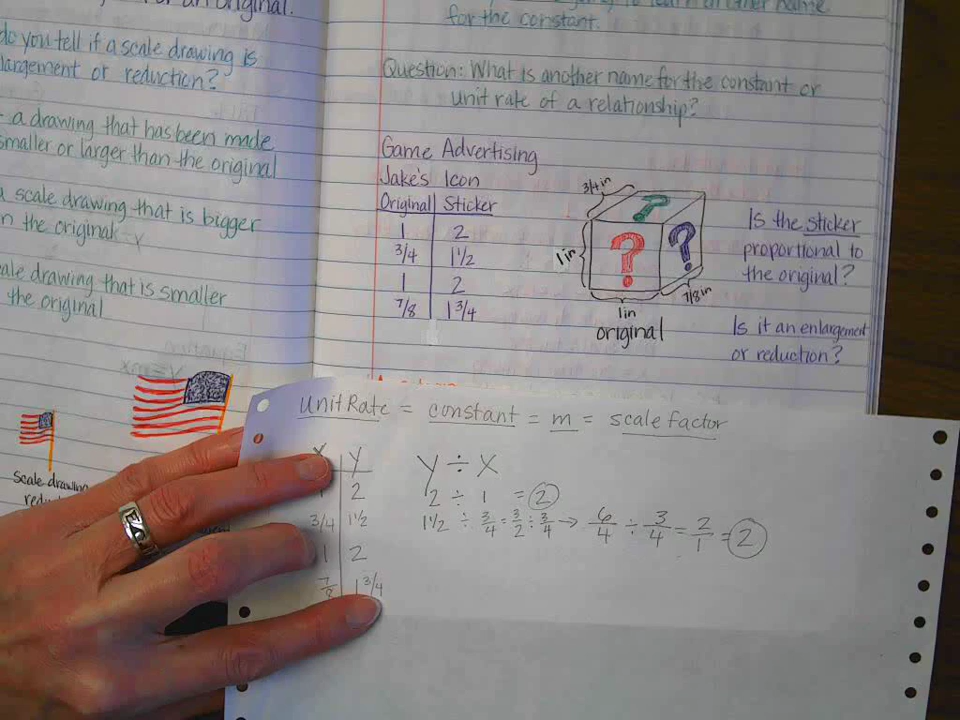 an original.
do you tell if a scale drawing is
largement or reduction?
- a drawing that has been made
smaller or larger than the original
a scale drawing that is bigger
n the original
ale drawing that is smaller
the original
scale drawing
for the constant.
Question: What is another name for the constant or
unit rate of a relationship?
Game Advertising
Jake's Icon
Original Sticker
1 2
3/4 1 1/2
1 2
7/8 1 3/4
3/4 in
?
? ?
1in
7/8 in
1in
original
Is the sticker
proportional to
the original?
Is it an enlargement
or reduction?
Unit Rate = constant = m = scale factor
X Y
1 2
3/4 1 1/2
1 2
7/8 1 3/4
Y ÷ X
2 ÷ 1 = 2
1 1/2 ÷ 3/4 = 3/2 ÷ 3/4 → 6/4 ÷ 3/4 = 2/1 = 2